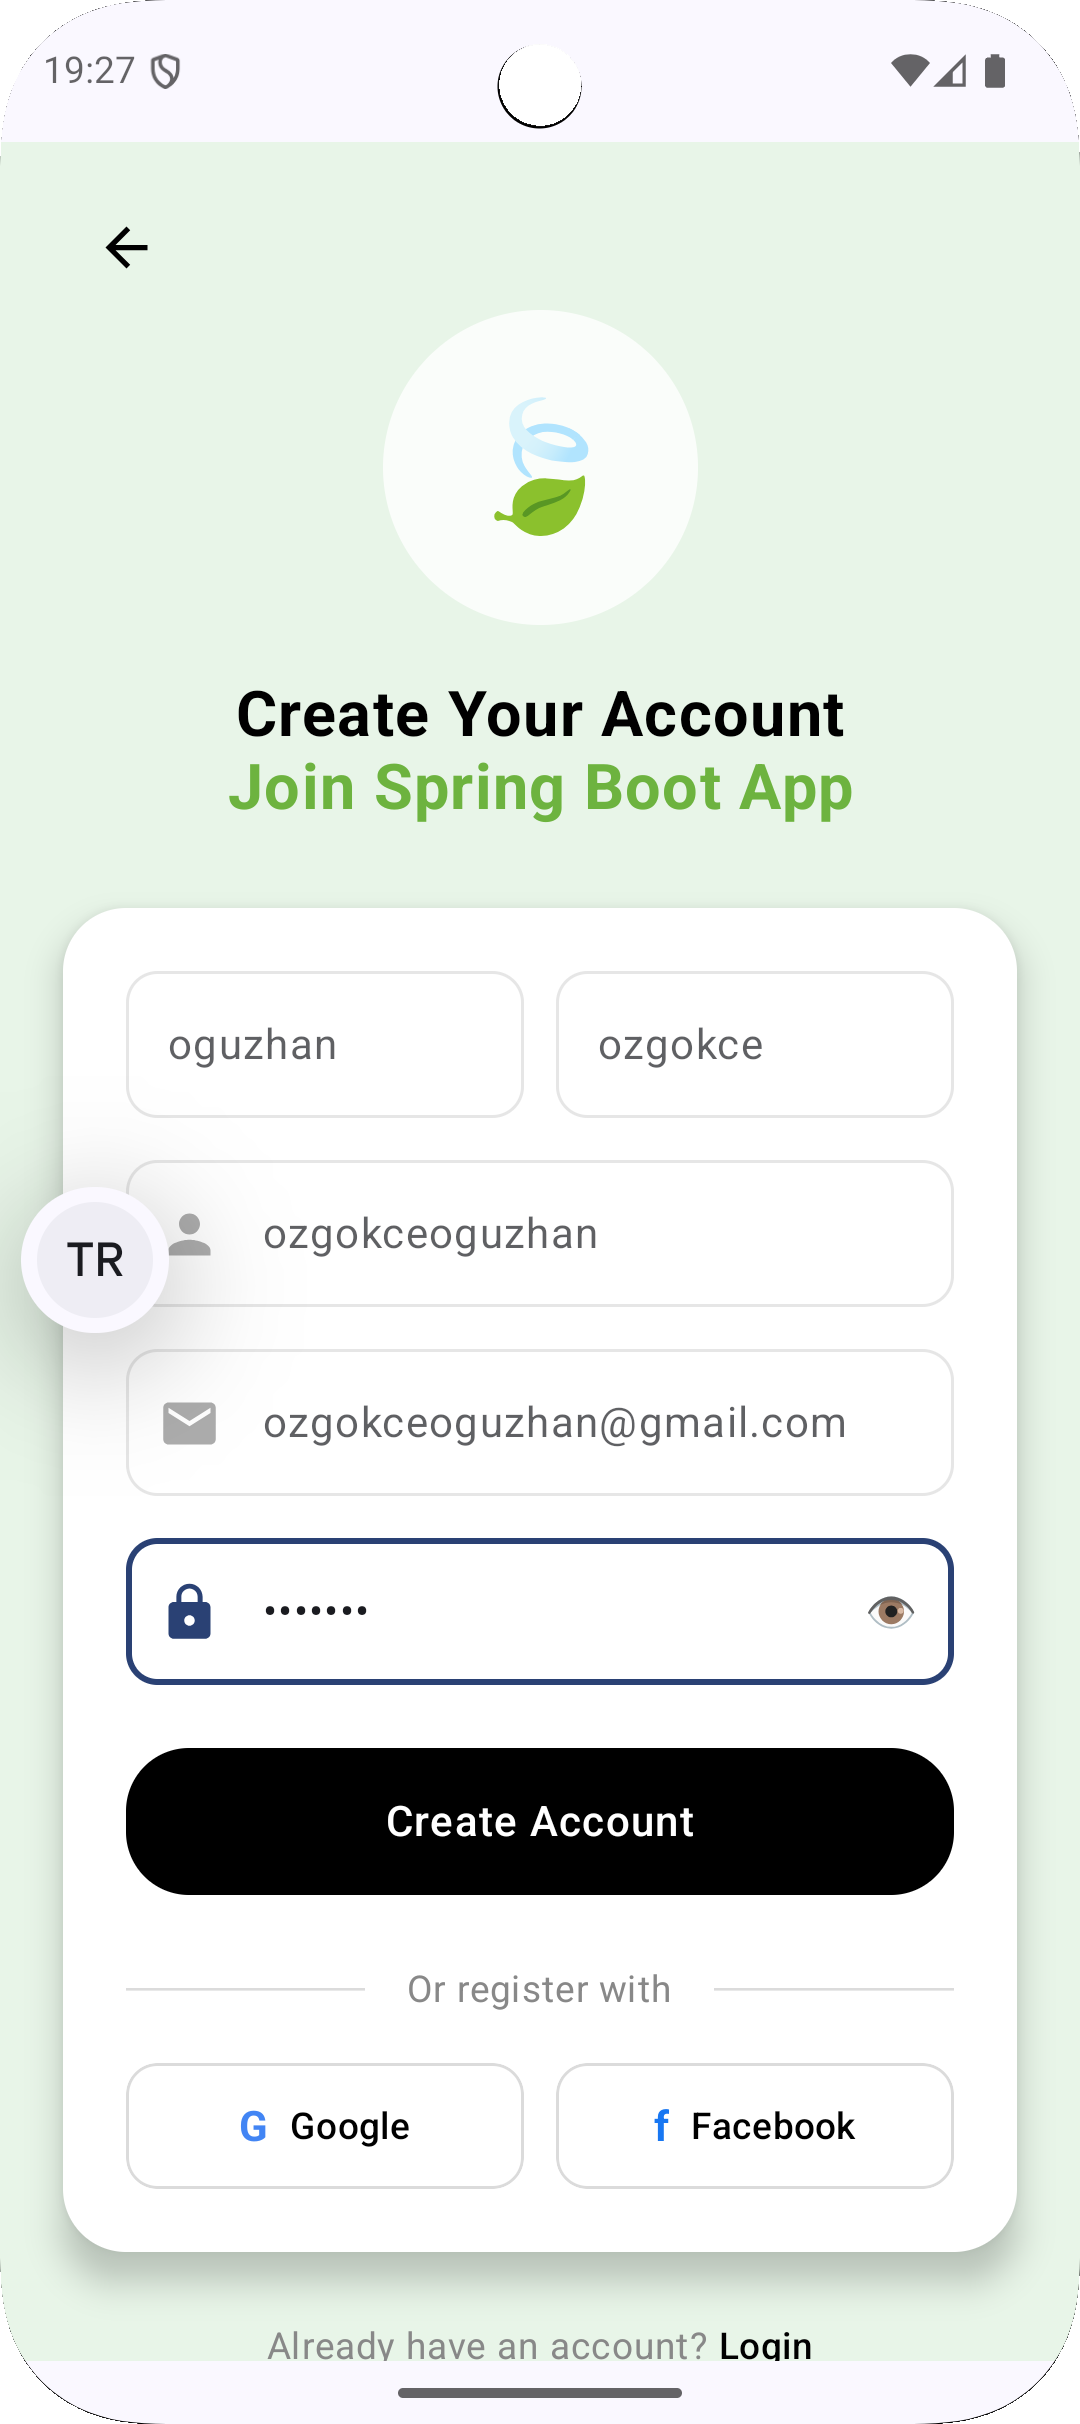 19:27
Create Your Account
Join Spring Boot App
oguzhan
ozgokce
ozgokceoguzhan
TR
ozgokceoguzhan@gmail.com
•••••••
Create Account
Or register with
G Google
f Facebook
Already have an account? Login